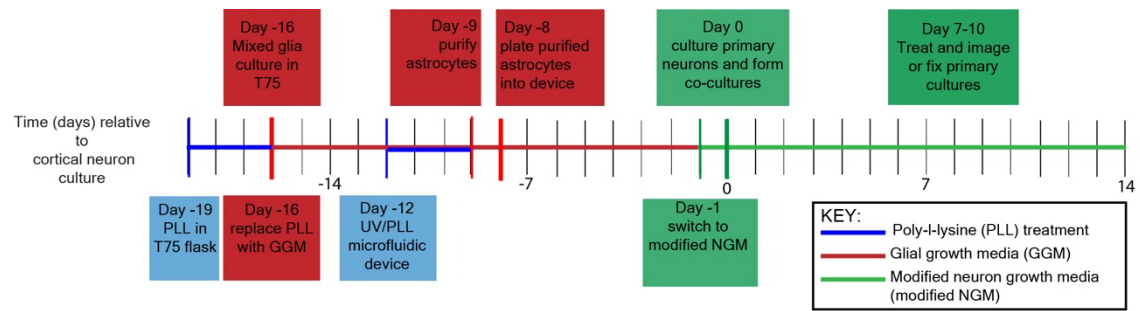 Day -16
Mixed glia
culture in
T75
Day -9
purify
astrocytes
Day -8
plate purified
astrocytes
into device
Day 0
culture primary
neurons and form
co-cultures
Day 7-10
Treat and image
or fix primary
cultures
Time (days) relative
to
cortical neuron
culture
-14
-7
0
7
14
Day -19
PLL in
T75 flask
Day -16
replace PLL
with GGM
Day -12
UV/PLL
microfluidic
device
Day -1
switch to
modified NGM
KEY:
Poly-l-lysine (PLL) treatment
Glial growth media (GGM)
Modified neuron growth media
(modified NGM)